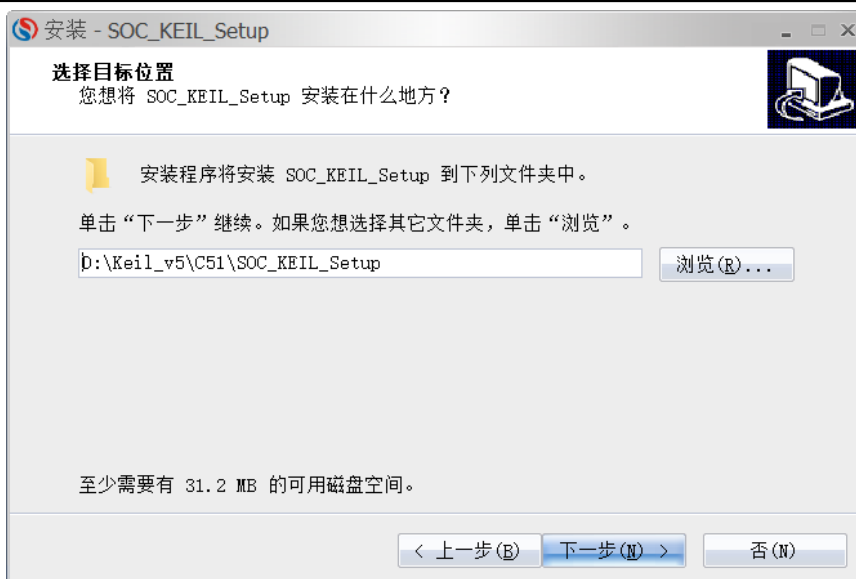 安装 - SOC_KEIL_Setup
选择目标位置
您想将 SOC_KEIL_Setup 安装在什么地方？
安装程序将安装 SOC_KEIL_Setup 到下列文件夹中。
单击“下一步”继续。如果您想选择其它文件夹，单击“浏览”。
D:\Keil_v5\C51\SOC_KEIL_Setup
浏览(R)...
至少需要有 31.2 MB 的可用磁盘空间。
< 上一步(B) 下一步(N) > 否(N)